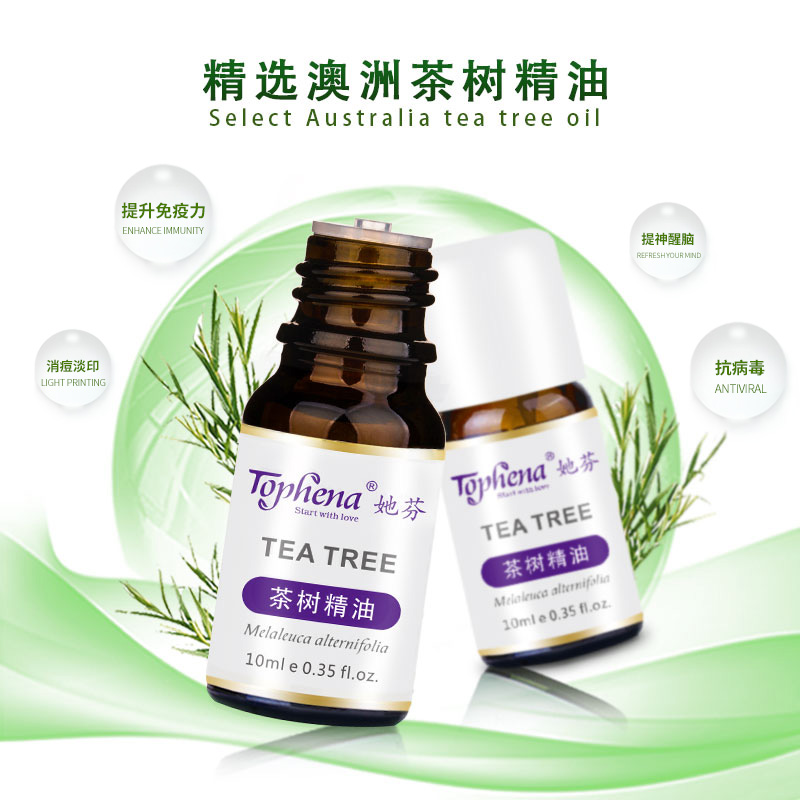 精选澳洲茶树精油
Select Australia tea tree oil
提升免疫力
ENHANCE IMMUNITY
提神醒脑
REFRESH YOUR MIND
消痘淡印
LIGHT PRINTING
抗病毒
ANTIVIRAL
Tophena® 她芬
Start with love
TEA TREE
茶树精油
Melaleuca alternifolia
10ml e 0.35 fl.oz.
Tophena® 她芬
Start with love
TEA TREE
茶树精油
Melaleuca alternifolia
10ml e 0.35 fl.oz.